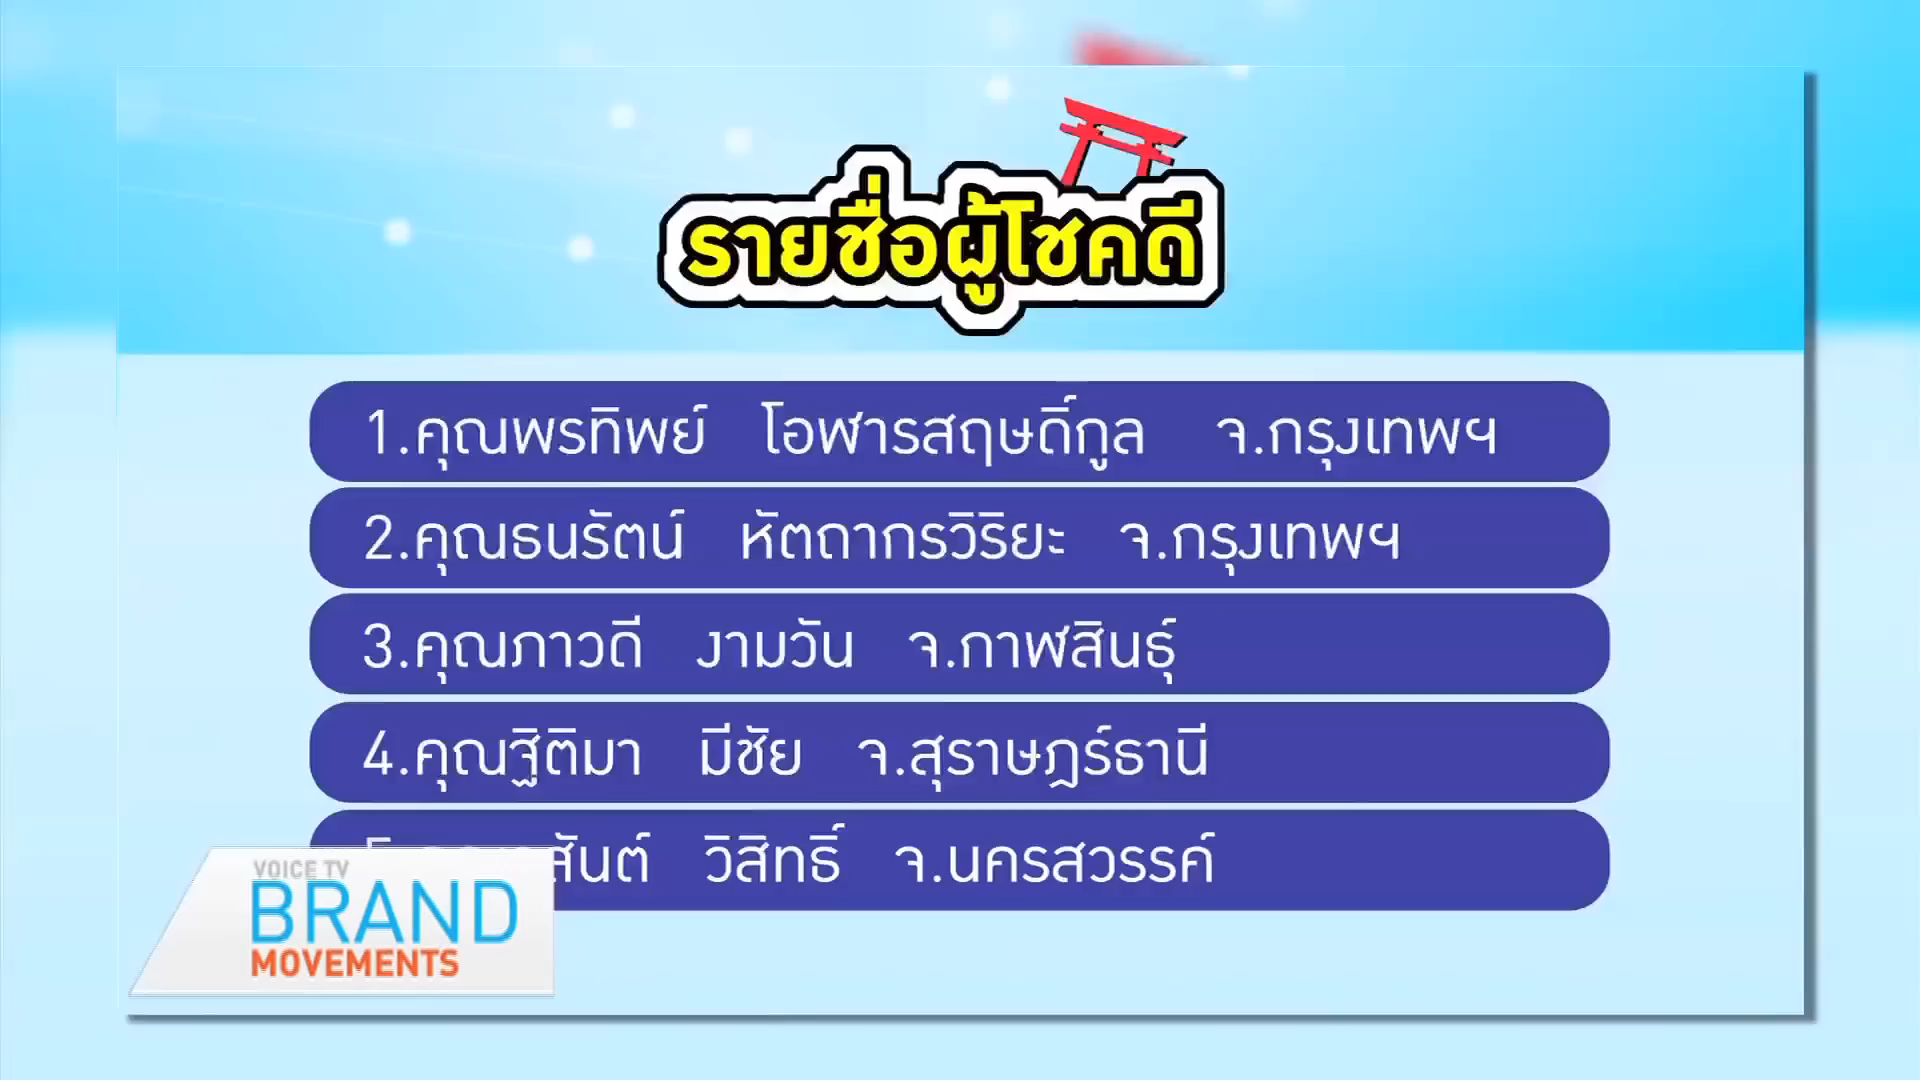 รายชื่อผู้โชคดี
1.คุณพรทิพย์ โอฬารสฤษดิ์กูล จ.กรุงเทพฯ
2.คุณธนรัตน์ หัตถากรวิริยะ จ.กรุงเทพฯ
3.คุณภาวดี งามวัน จ.กาฬสินธุ์
4.คุณฐิติมา มีชัย จ.สุราษฎร์ธานี
วิสิทธิ์ จ.นครสวรรค์
VOICE TV
BRAND
MOVEMENTS